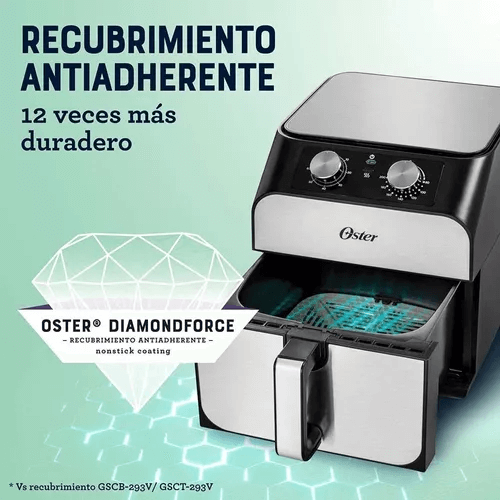 RECUBRIMIENTO
ANTIADHERENTE
12 veces más
duradero
Oster
OSTER® DIAMONDFORCE
– RECUBRIMIENTO ANTIADHERENTE –
nonstick coating
* Vs recubrimiento GSCB-293V/ GSCT-293V